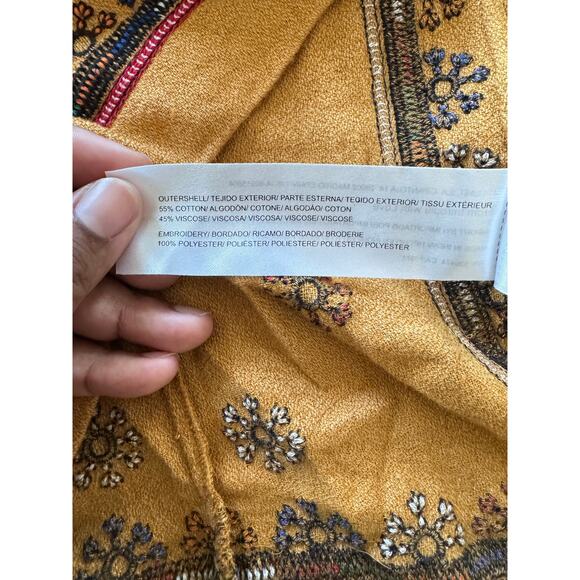 OUTERSHELL/ TEJIDO EXTERIOR/ PARTE ESTERNA/ TEQIDO EXTERIOR/ TISSU EXTÉRIEUR
55% COTTON/ ALGODÓN/ COTONE/ ALGODÃO/ COTON
45% VISCOSE/ VISCOSA/ VISCOSA/ VISCOSE/ VISCOSE
EMBROIDERY/ BORDADO/ RICAMO/ BORDADO/ BRODERIE
100% POLYESTER/ POLIÉSTER/ POLIESTERE/ POLIÉSTER/ POLYESTER